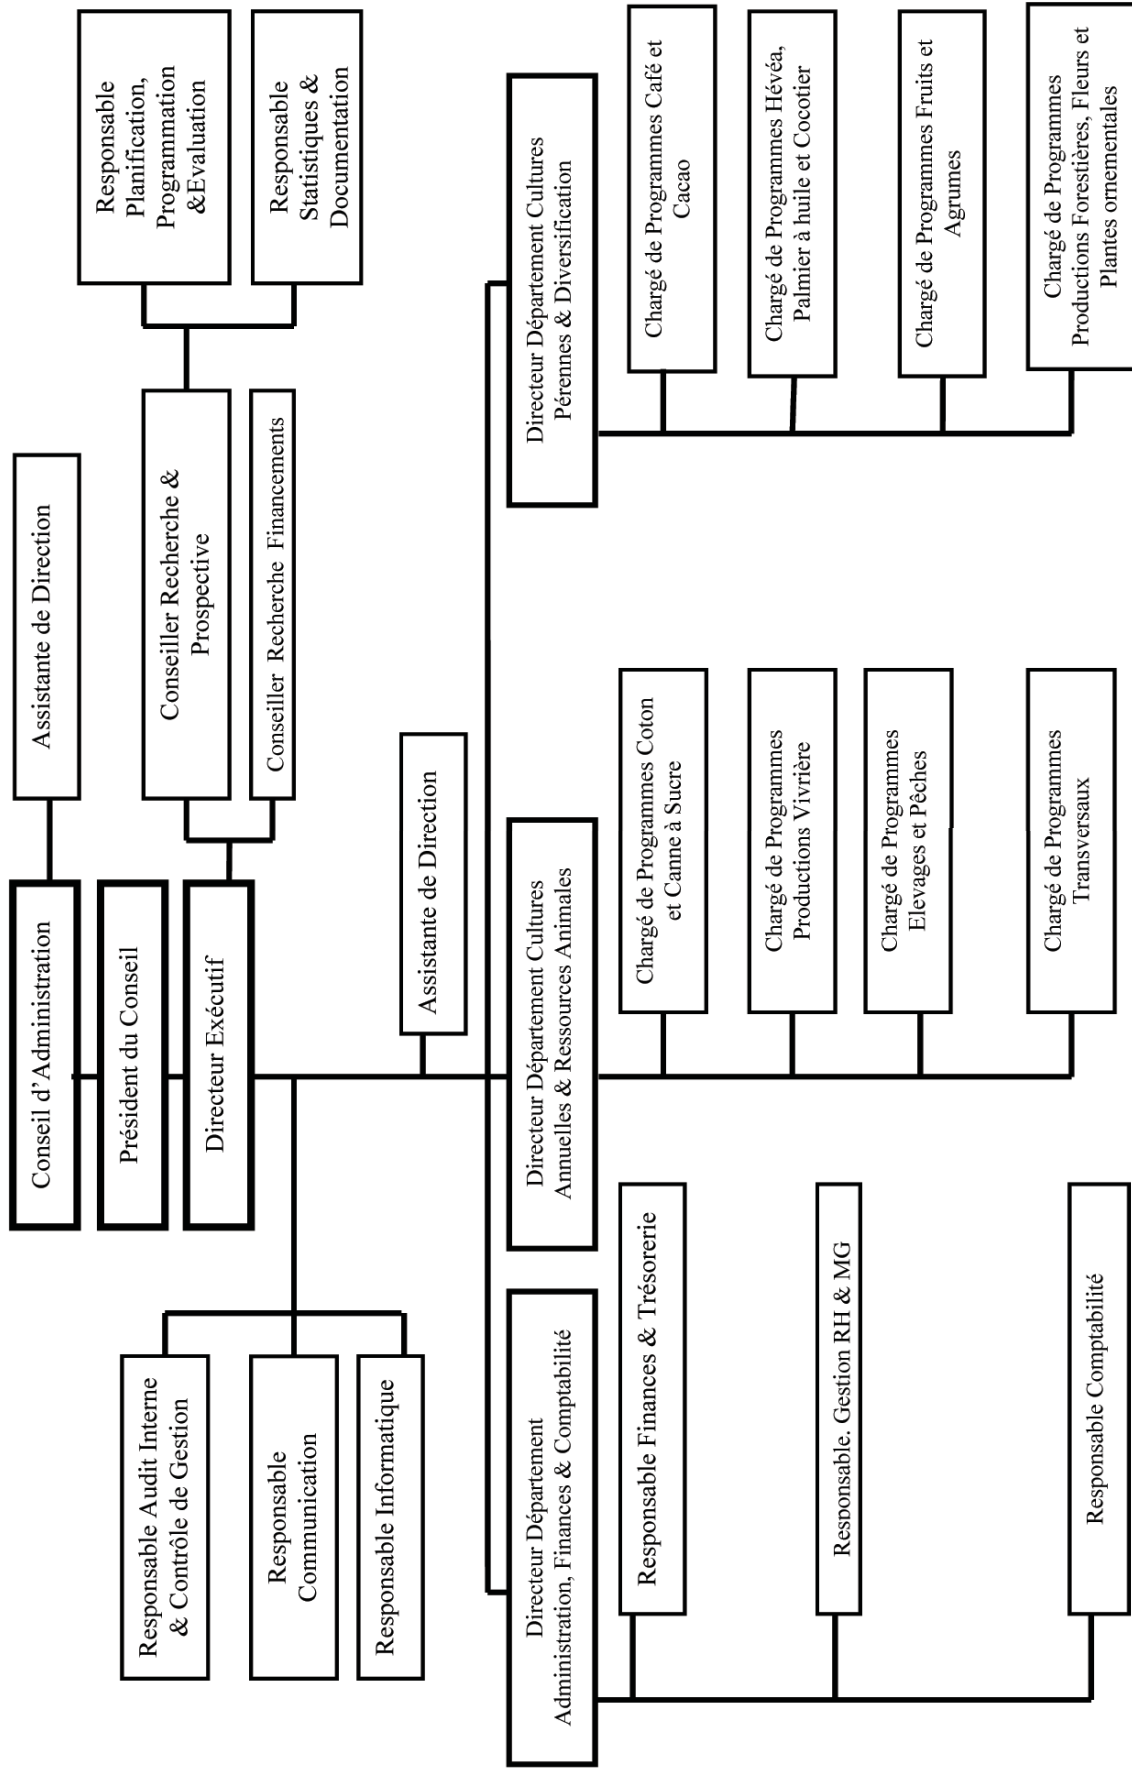 Conseil d'Administration
Assistante de Direction
Président du Conseil
Directeur Exécutif
Conseiller Recherche &
Prospective
Conseiller Recherche Financements
Responsable
Planification,
Programmation
&Evaluation
Responsable
Statistiques &
Documentation
Responsable Audit Interne
& Contrôle de Gestion
Responsable
Communication
Responsable Informatique
Assistante de Direction
Directeur Département
Administration, Finances & Comptabilité
Responsable Finances & Trésorerie
Responsable. Gestion RH & MG
Responsable Comptabilité
Directeur Département Cultures
Annuelles & Ressources Animales
Chargé de Programmes Coton
et Canne à Sucre
Chargé de Programmes
Productions Vivrière
Chargé de Programmes
Elevages et Pêches
Chargé de Programmes
Transversaux
Directeur Département Cultures
Pérennes & Diversification
Chargé de Programmes Café et
Cacao
Chargé de Programmes Hévéa,
Palmier à huile et Cocotier
Chargé de Programmes Fruits et
Agrumes
Chargé de Programmes
Productions Forestières, Fleurs et
Plantes ornementales